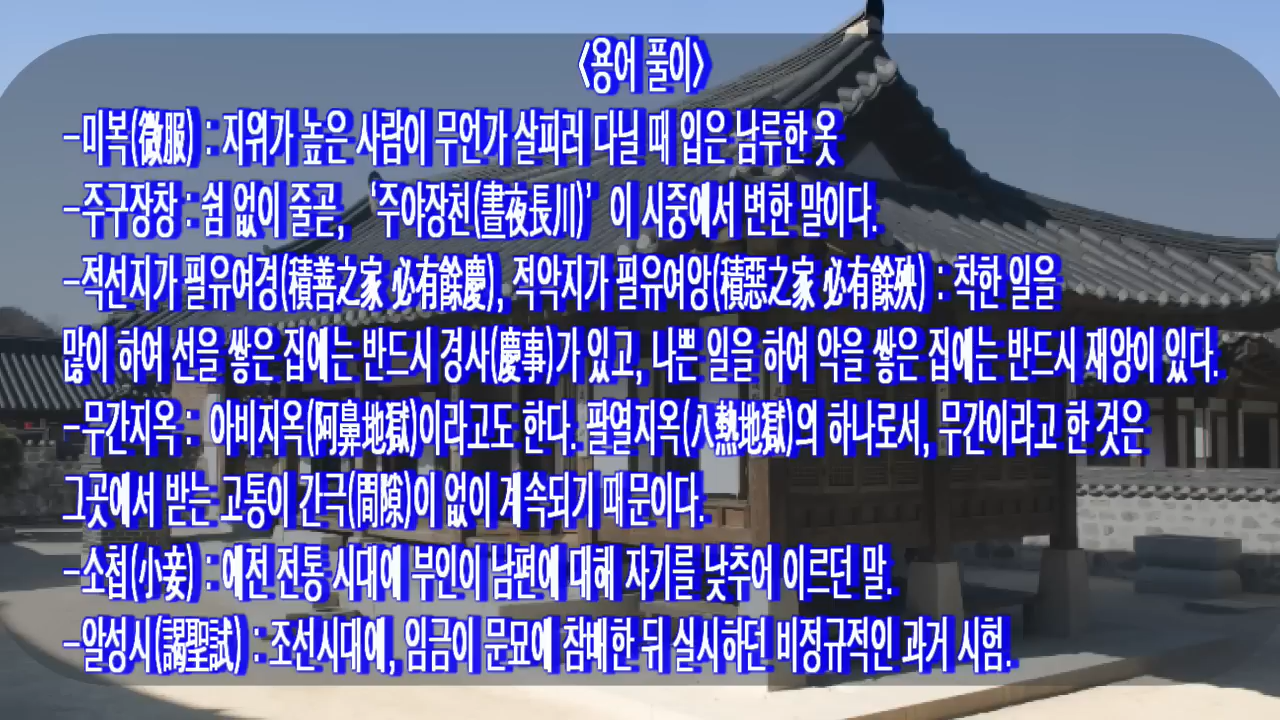 <용어 풀이>
-미복(微服) : 지위가 높은 사람이 무언가 살피러 다닐 때 입은 남루한 옷
-주구장창 : 쉼 없이 줄곧, ‘주야장천(晝夜長川)’이 시중에서 변한 말이다.
-적선지가 필유여경(積善之家 必有餘慶), 적악지가 필유여앙(積惡之家 必有餘殃) : 착한 일을
많이 하여 선을 쌓은 집에는 반드시 경사(慶事)가 있고, 나쁜 일을 하여 악을 쌓은 집에는 반드시 재앙이 있다.
-무간지옥 : 아비지옥(阿鼻地獄)이라고도 한다. 팔열지옥(八熱地獄)의 하나로서, 무간이라고 한 것은
그곳에서 받는 고통이 간극(間隙)이 없이 계속되기 때문이다.
-소첩(小妾) : 예전 전통 시대에 부인이 남편에 대해 자기를 낮추어 이르던 말.
-알성시(謁聖試) : 조선시대에, 임금이 문묘에 참배한 뒤 실시하던 비정규적인 과거 시험.